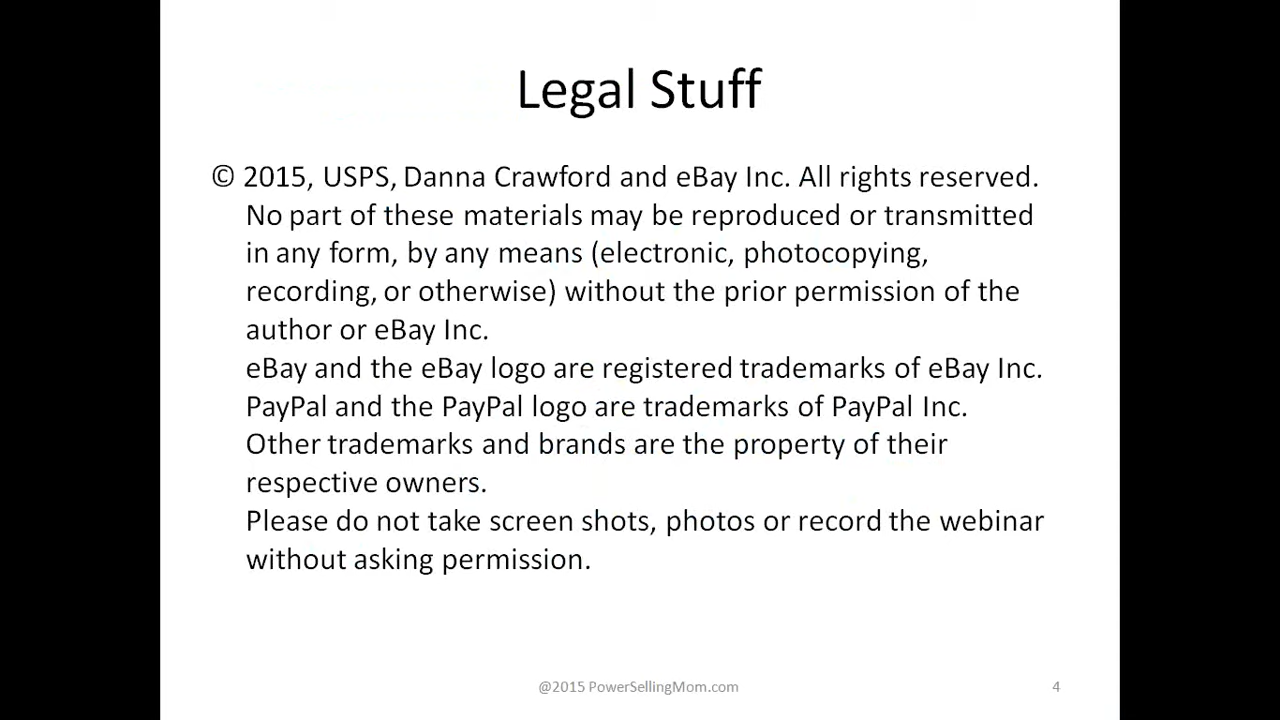 Legal Stuff
© 2015, USPS, Danna Crawford and eBay Inc. All rights reserved.
No part of these materials may be reproduced or transmitted
in any form, by any means (electronic, photocopying,
recording, or otherwise) without the prior permission of the
author or eBay Inc.
eBay and the eBay logo are registered trademarks of eBay Inc.
PayPal and the PayPal logo are trademarks of PayPal Inc.
Other trademarks and brands are the property of their
respective owners.
Please do not take screen shots, photos or record the webinar
without asking permission.
@2015 PowerSellingMom.com
4